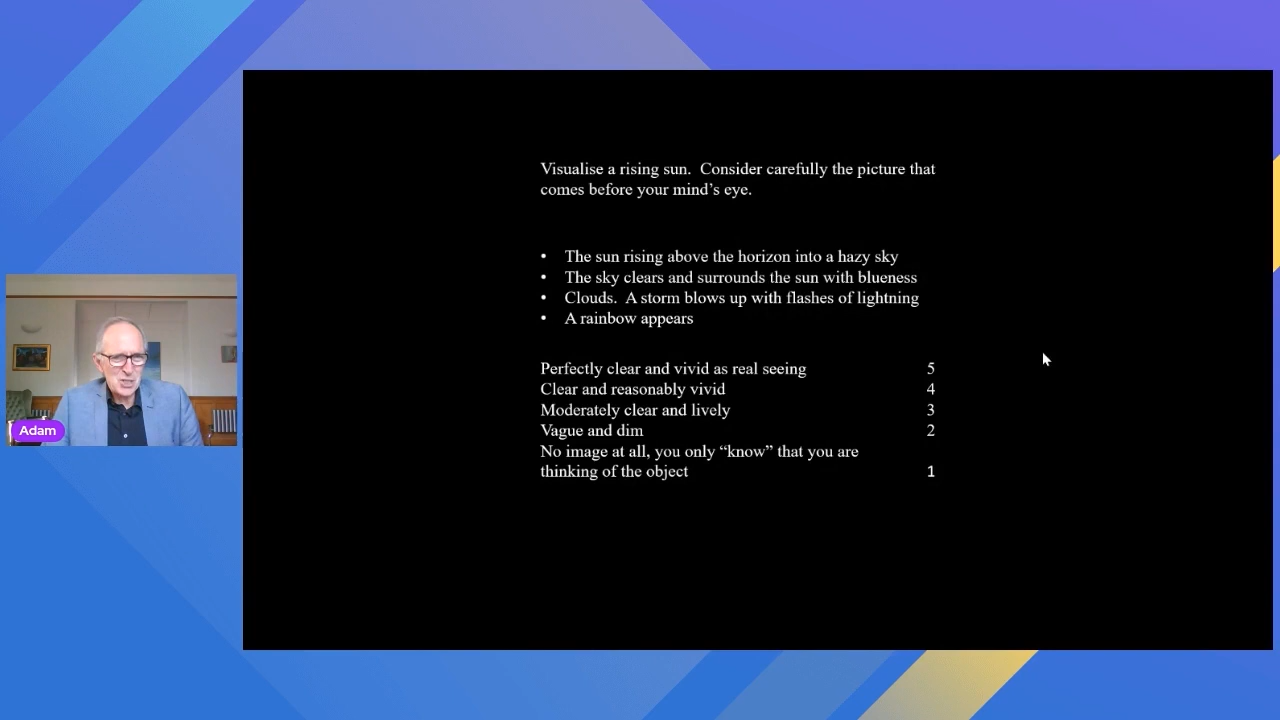 Visualise a rising sun.  Consider carefully the picture that
comes before your mind’s eye.
• The sun rising above the horizon into a hazy sky
• The sky clears and surrounds the sun with blueness
• Clouds.  A storm blows up with flashes of lightning
• A rainbow appears
Perfectly clear and vivid as real seeing 5
Clear and reasonably vivid 4
Moderately clear and lively 3
Vague and dim 2
No image at all, you only “know” that you are
thinking of the object 1
Adam